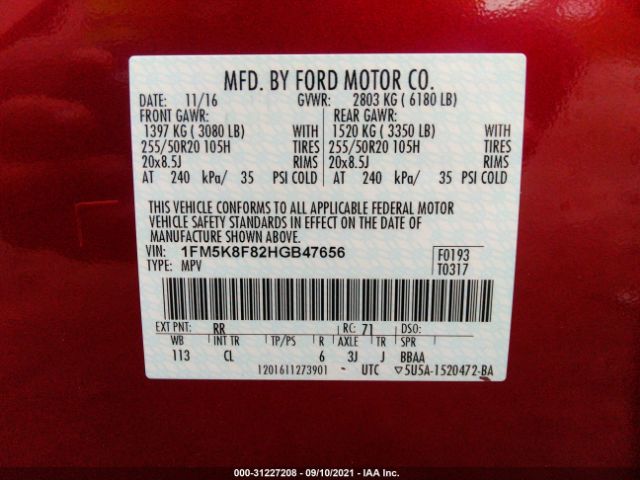 MFD. BY FORD MOTOR CO.
DATE: 11/16 GVWR: 2803 KG ( 6180 LB)
FRONT GAWR: REAR GAWR:
1397 KG ( 3080 LB) WITH 1520 KG ( 3350 LB) WITH
255/50R20 105H TIRES 255/50R20 105H TIRES
20x8.5J RIMS 20x8.5J RIMS
AT 240 kPa/ 35 PSI COLD AT 240 kPa/ 35 PSI COLD
THIS VEHICLE CONFORMS TO ALL APPLICABLE FEDERAL MOTOR
VEHICLE SAFETY STANDARDS IN EFFECT ON THE DATE OF
MANUFACTURE SHOWN ABOVE.
VIN: 1FM5K8F82HGB47656 F0193
TYPE: MPV T0317
EXT PNT: RR RC: 71 DSO:
WB INT TR TP/PS R AXLE TR SPR
113 CL 6 3J J BBAA
1201611273901 UTC ▽5U5A-1520472-BA
000-31227208 - 09/10/2021 - IAA Inc.